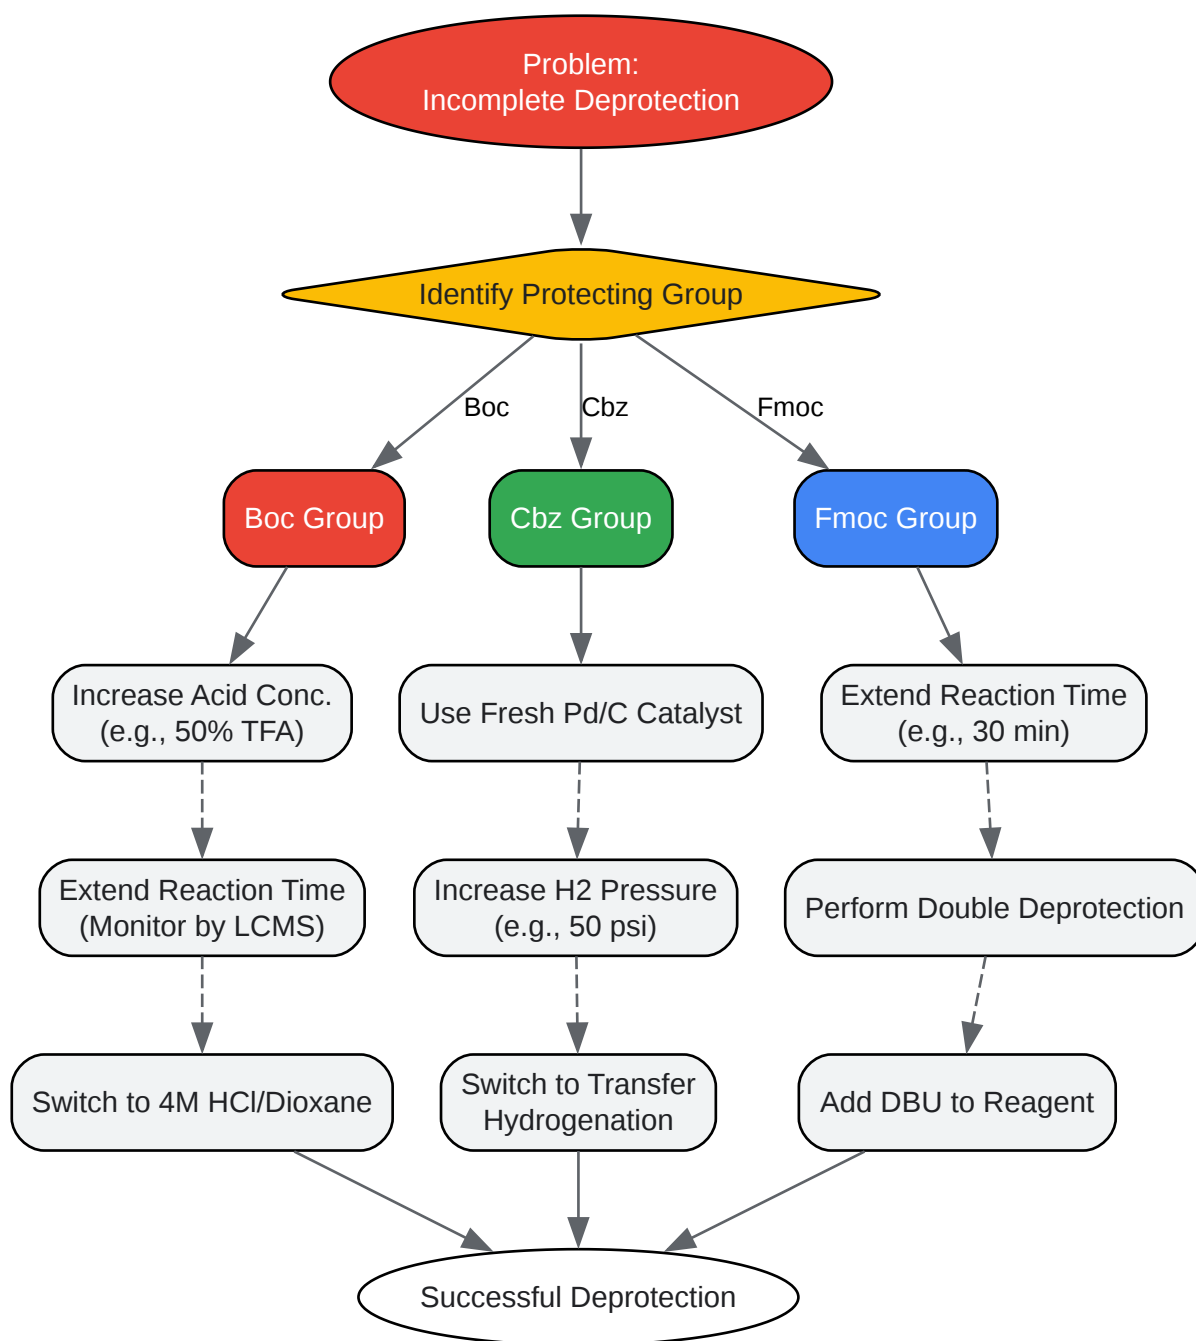 Problem:
Incomplete Deprotection
Identify Protecting Group
Boc
Cbz
Fmoc
Boc Group
Cbz Group
Fmoc Group
Increase Acid Conc.
(e.g., 50% TFA)
Use Fresh Pd/C Catalyst
Extend Reaction Time
(e.g., 30 min)
Extend Reaction Time
(Monitor by LCMS)
Increase H2 Pressure
(e.g., 50 psi)
Perform Double Deprotection
Switch to 4M HCl/Dioxane
Switch to Transfer
Hydrogenation
Add DBU to Reagent
Successful Deprotection